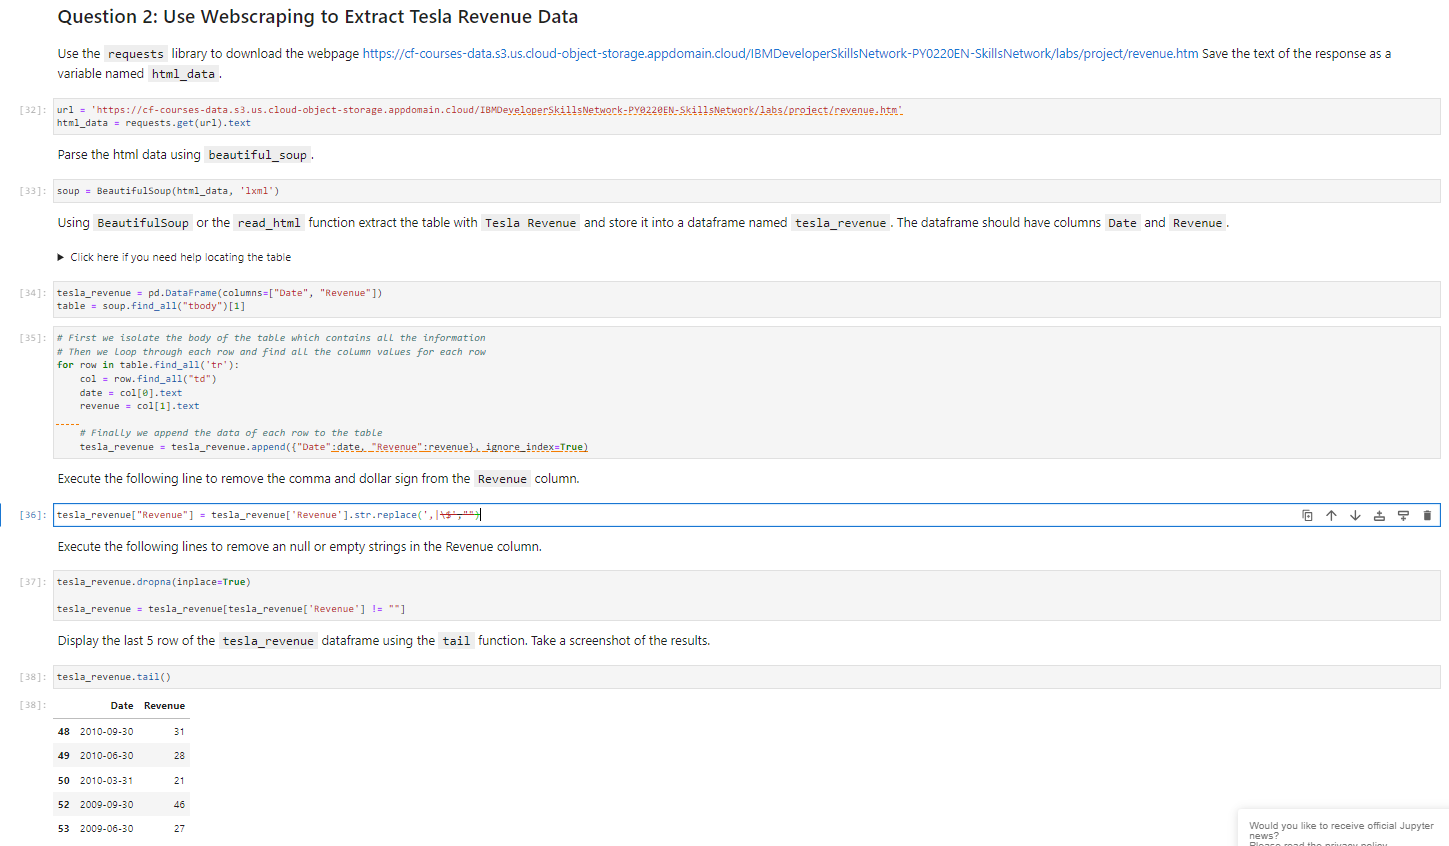 Question 2: Use Webscraping to Extract Tesla Revenue Data
Use the requests library to download the webpage https://cf-courses-data.s3.us.cloud-object-storage.appdomain.cloud/IBMDeveloperSkillsNetwork-PY0220EN-SkillsNetwork/labs/project/revenue.htm Save the text of the response as a
variable named html_data.
[32]: url = 'https://cf-courses-data.s3.us.cloud-object-storage.appdomain.cloud/IBMDeveloperSkillsNetwork-PY0220EN-SkillsNetwork/labs/project/revenue.htm'
html_data = requests.get(url).text
Parse the html data using beautiful_soup.
[33]: soup = BeautifulSoup(html_data, 'lxml')
Using BeautifulSoup or the read_html function extract the table with Tesla Revenue and store it into a dataframe named tesla_revenue. The dataframe should have columns Date and Revenue.
▶ Click here if you need help locating the table
[34]: tesla_revenue = pd.DataFrame(columns=["Date", "Revenue"])
table = soup.find_all("tbody")[1]
[35]: # First we isolate the body of the table which contains all the information
# Then we loop through each row and find all the column values for each row
for row in table.find_all('tr'):
    col = row.find_all("td")
    date = col[0].text
    revenue = col[1].text
    # Finally we append the data of each row to the table
    tesla_revenue = tesla_revenue.append({"Date":date, "Revenue":revenue}, ignore_index=True)
Execute the following line to remove the comma and dollar sign from the Revenue column.
[36]: tesla_revenue["Revenue"] = tesla_revenue['Revenue'].str.replace(',|\$',"")
Execute the following lines to remove an null or empty strings in the Revenue column.
[37]: tesla_revenue.dropna(inplace=True)
tesla_revenue = tesla_revenue[tesla_revenue['Revenue'] != ""]
Display the last 5 row of the tesla_revenue dataframe using the tail function. Take a screenshot of the results.
[38]: tesla_revenue.tail()
[38]: Date Revenue
48 2010-09-30 31
49 2010-06-30 28
50 2010-03-31 21
52 2009-09-30 46
53 2009-06-30 27
Would you like to receive official Jupyter
news?
Please read the privacy policy.